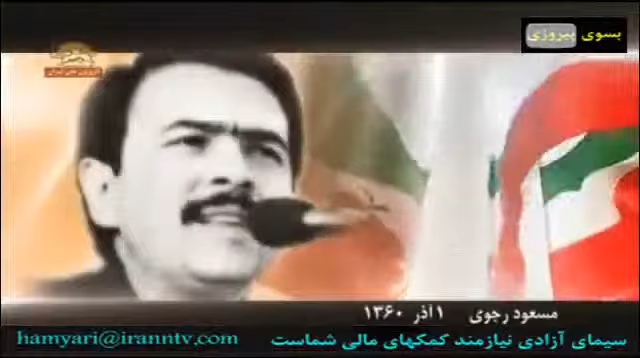 بسوی پیروزی
مسعود رجوی ۱ آذر ۱۳۶۰
سیمای آزادی نیازمند کمکهای مالی شماست
hamyari@iranntv.com